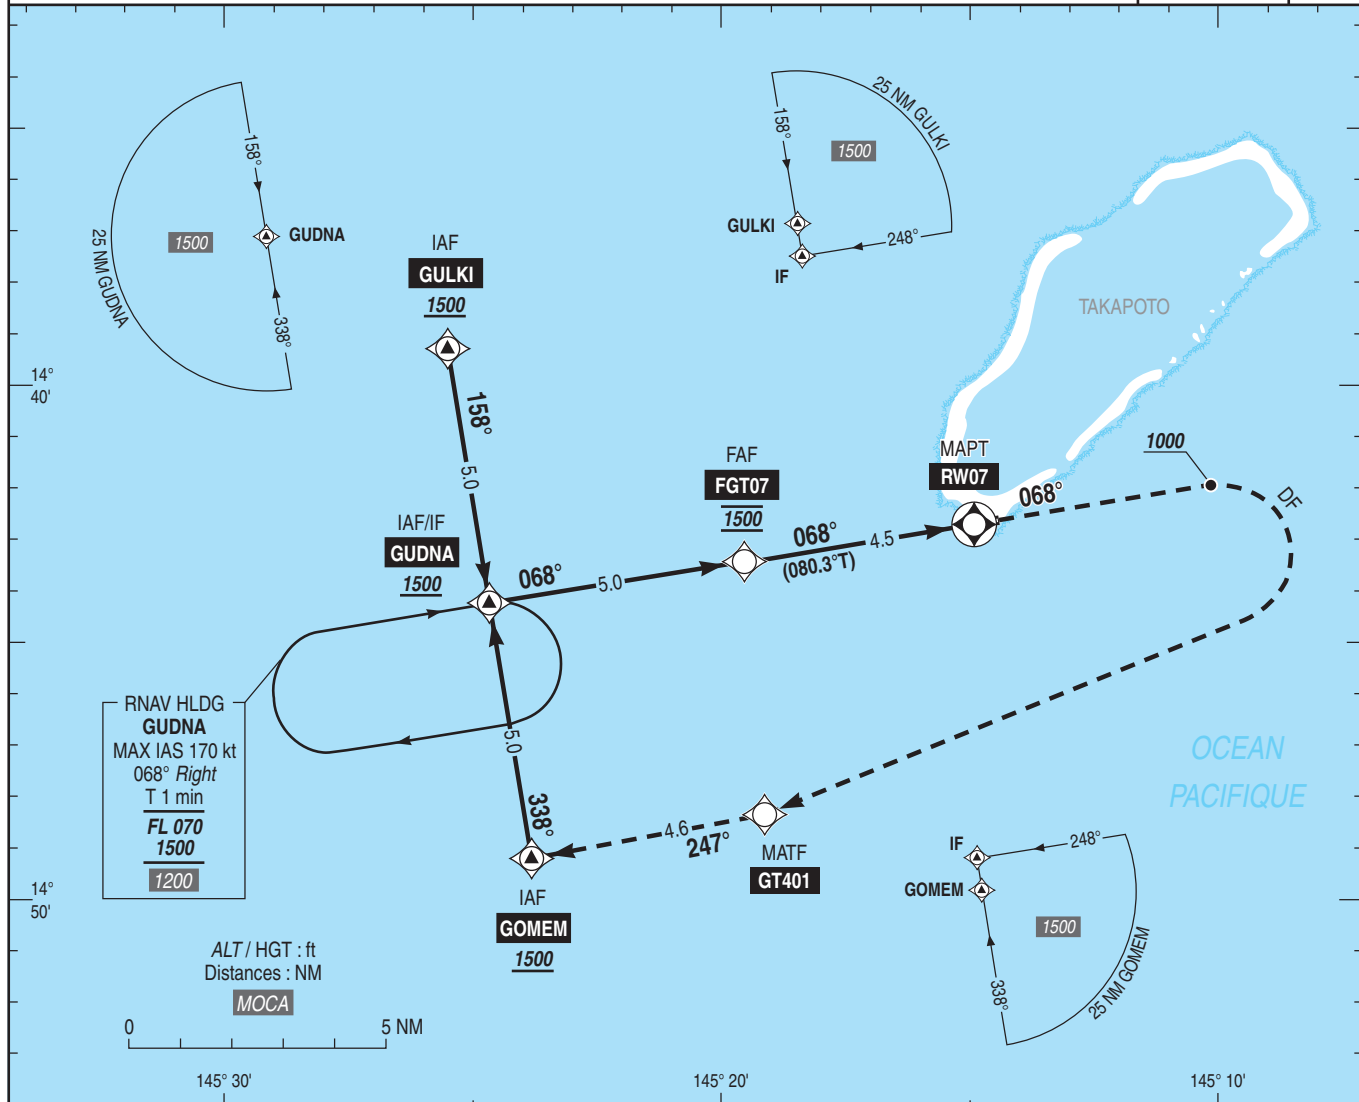 158°
25 NM GUDNA
1500
GUDNA
338°
158°
25 NM GULKI
1500
GULKI
248°
IF
IAF
GULKI
1500
158°
5.0
TAKAPOTO
14°
40'
MAPT
RW07
068°
1000
DF
FAF
FGT07
1500
068°
4.5
(080.3°T)
IAF/IF
GUDNA
1500
068°
5.0
RNAV HLDG
GUDNA
MAX IAS 170 kt
068° Right
T 1 min
FL 070
1500
1200
5.0
338°
OCEAN
PACIFIQUE
4.6
247°
MATF
GT401
IAF
GOMEM
1500
14°
50'
IF
248°
GOMEM
1500
338°
25 NM GOMEM
ALT / HGT : ft
Distances : NM
MOCA
0 5 NM
145° 30' 145° 20' 145° 10'